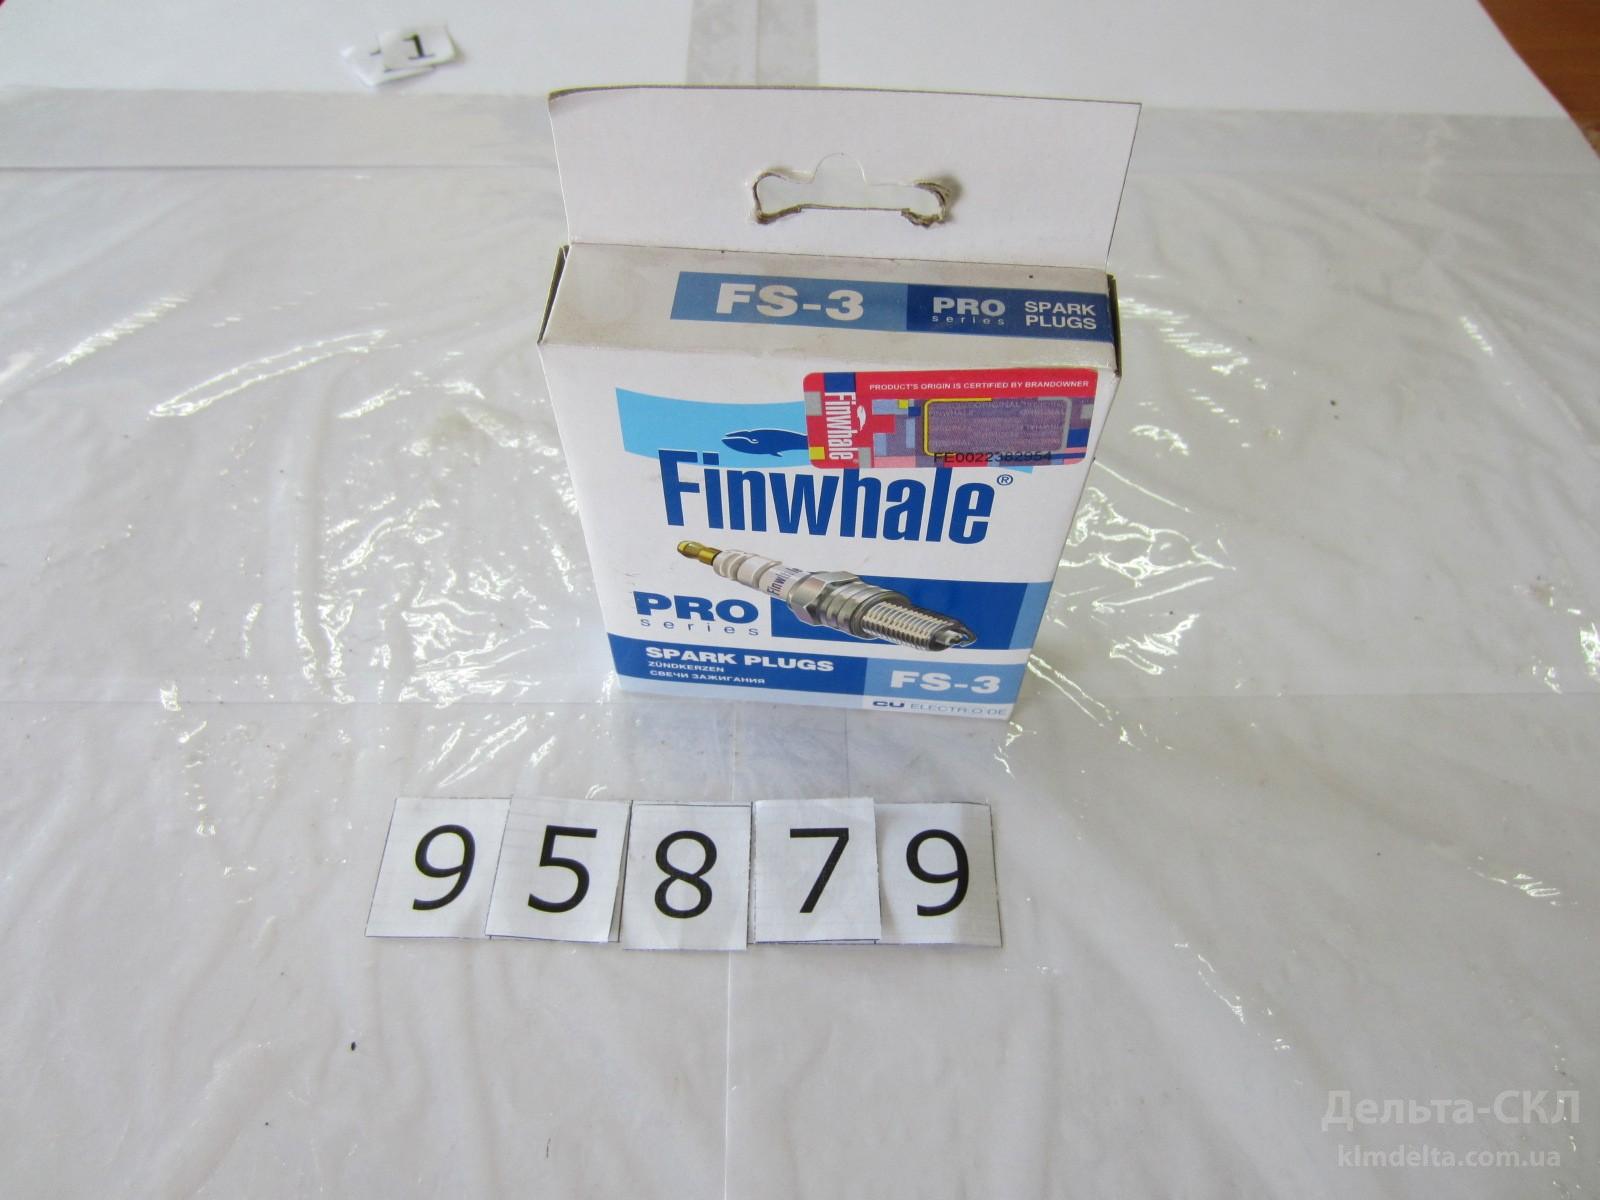 1
FS-3
PRO
series
SPARK
PLUGS
PRODUCT'S ORIGIN IS CERTIFIED BY BRANDOWNER
Finwhale
FE0022382954
Finwhale®
Finwhale
PRO
series
SPARK PLUGS
ZÜNDKERZEN
СВЕЧИ ЗАЖИГАНИЯ
FS-3
CU ELECTRODE
95879
Дельта-СКЛ
klmdelta.com.ua